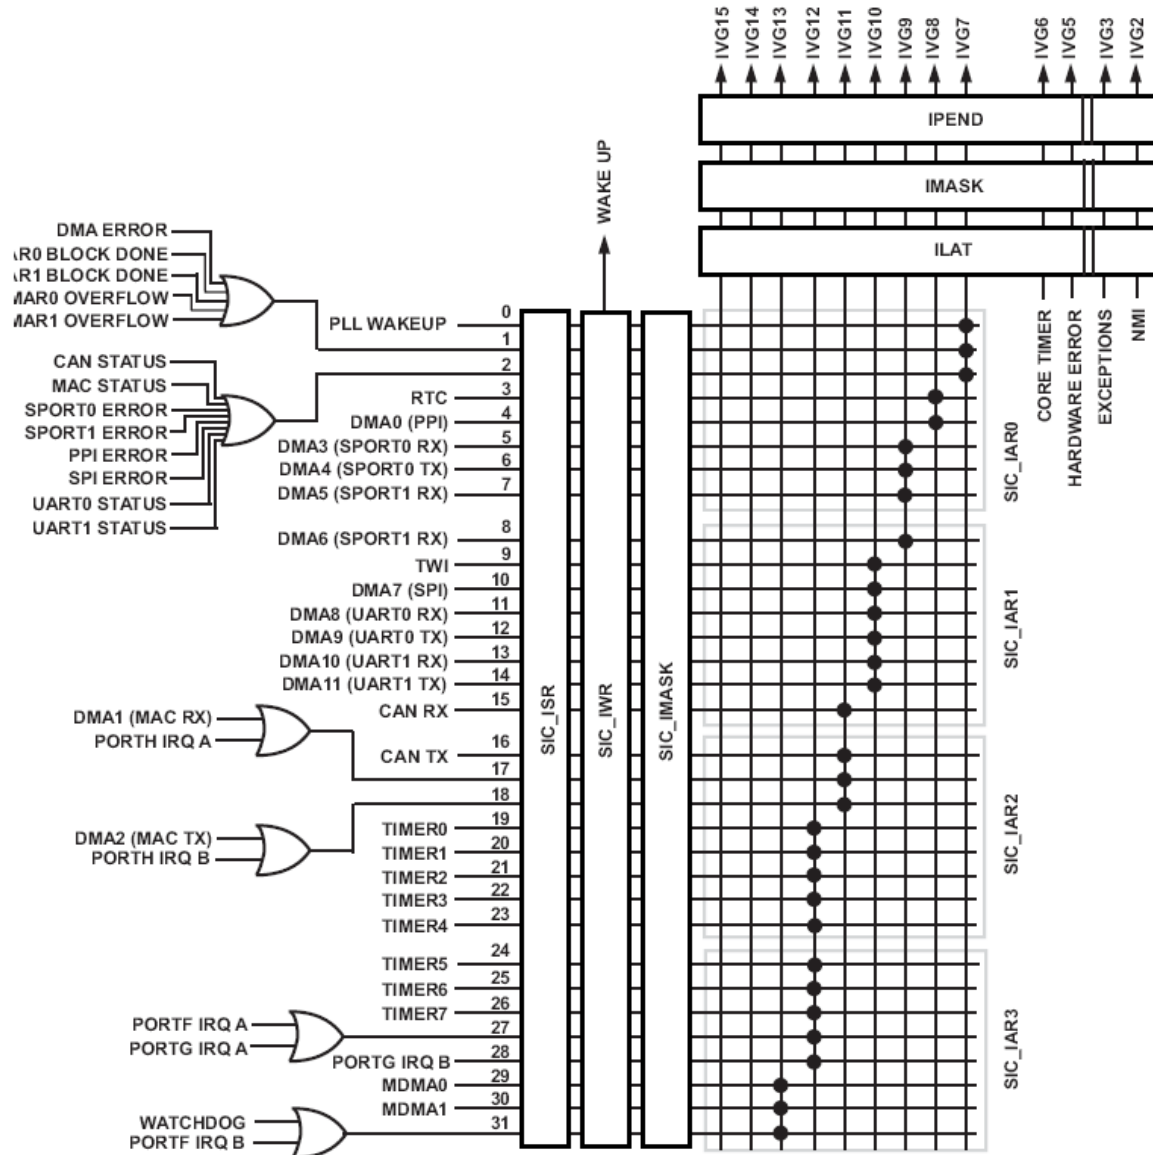 IVG15
IVG14
IVG13
IVG12
IVG11
IVG10
IVG9
IVG8
IVG7
IVG6
IVG5
IVG3
IVG2
IPEND
IMASK
ILAT
WAKE UP
CORE TIMER
HARDWARE ERROR
EXCEPTIONS
NMI
DMA ERROR
AR0 BLOCK DONE
AR1 BLOCK DONE
MAR0 OVERFLOW
MAR1 OVERFLOW
CAN STATUS
MAC STATUS
SPORT0 ERROR
SPORT1 ERROR
PPI ERROR
SPI ERROR
UART0 STATUS
UART1 STATUS
PLL WAKEUP 0
1
2
RTC 3
DMA0 (PPI) 4
DMA3 (SPORT0 RX) 5
DMA4 (SPORT0 TX) 6
DMA5 (SPORT1 RX) 7
DMA6 (SPORT1 RX) 8
TWI 9
DMA7 (SPI) 10
DMA8 (UART0 RX) 11
DMA9 (UART0 TX) 12
DMA10 (UART1 RX) 13
DMA11 (UART1 TX) 14
CAN RX 15
DMA1 (MAC RX)
PORTH IRQ A
CAN TX 16
17
18
DMA2 (MAC TX)
PORTH IRQ B
TIMER0 19
TIMER1 20
TIMER2 21
TIMER3 22
TIMER4 23
TIMER5 24
TIMER6 25
TIMER7 26
PORTF IRQ A
PORTG IRQ A
27
PORTG IRQ B 28
MDMA0 29
MDMA1 30
31
WATCHDOG
PORTF IRQ B
SIC_ISR
SIC_IWR
SIC_IMASK
SIC_IAR0
SIC_IAR1
SIC_IAR2
SIC_IAR3